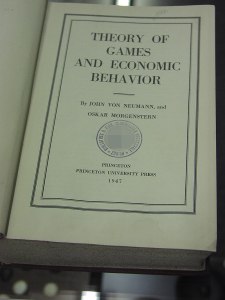 THEORY OF
GAMES
AND ECONOMIC
BEHAVIOR
By JOHN VON NEUMANN, and
OSKAR MORGENSTERN
PRINCETON
PRINCETON UNIVERSITY PRESS
1947